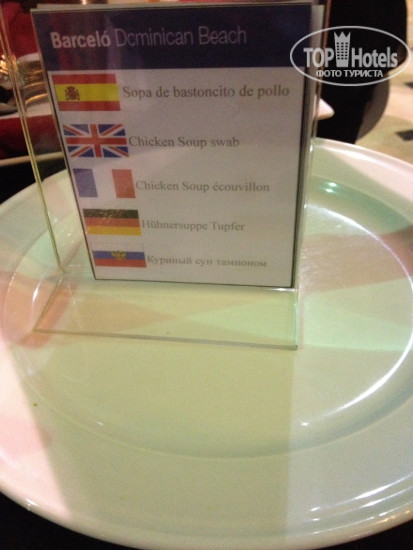 TOP Hotels
ФОТО ТУРИСТА
Barceló Dominican Beach
Sopa de bastoncito de pollo
Chicken Soup swab
Chicken Soup écouvillon
Hühnersuppe Tupfer
Куриный суп тампоном